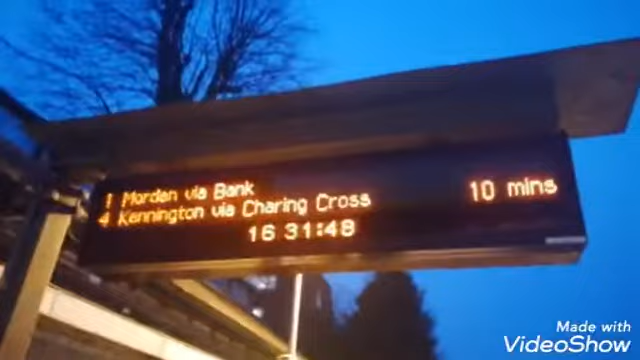 1 Morden via Bank
4 Kennington via Charing Cross 10 mins
16 31:48
Made with
VideoShow